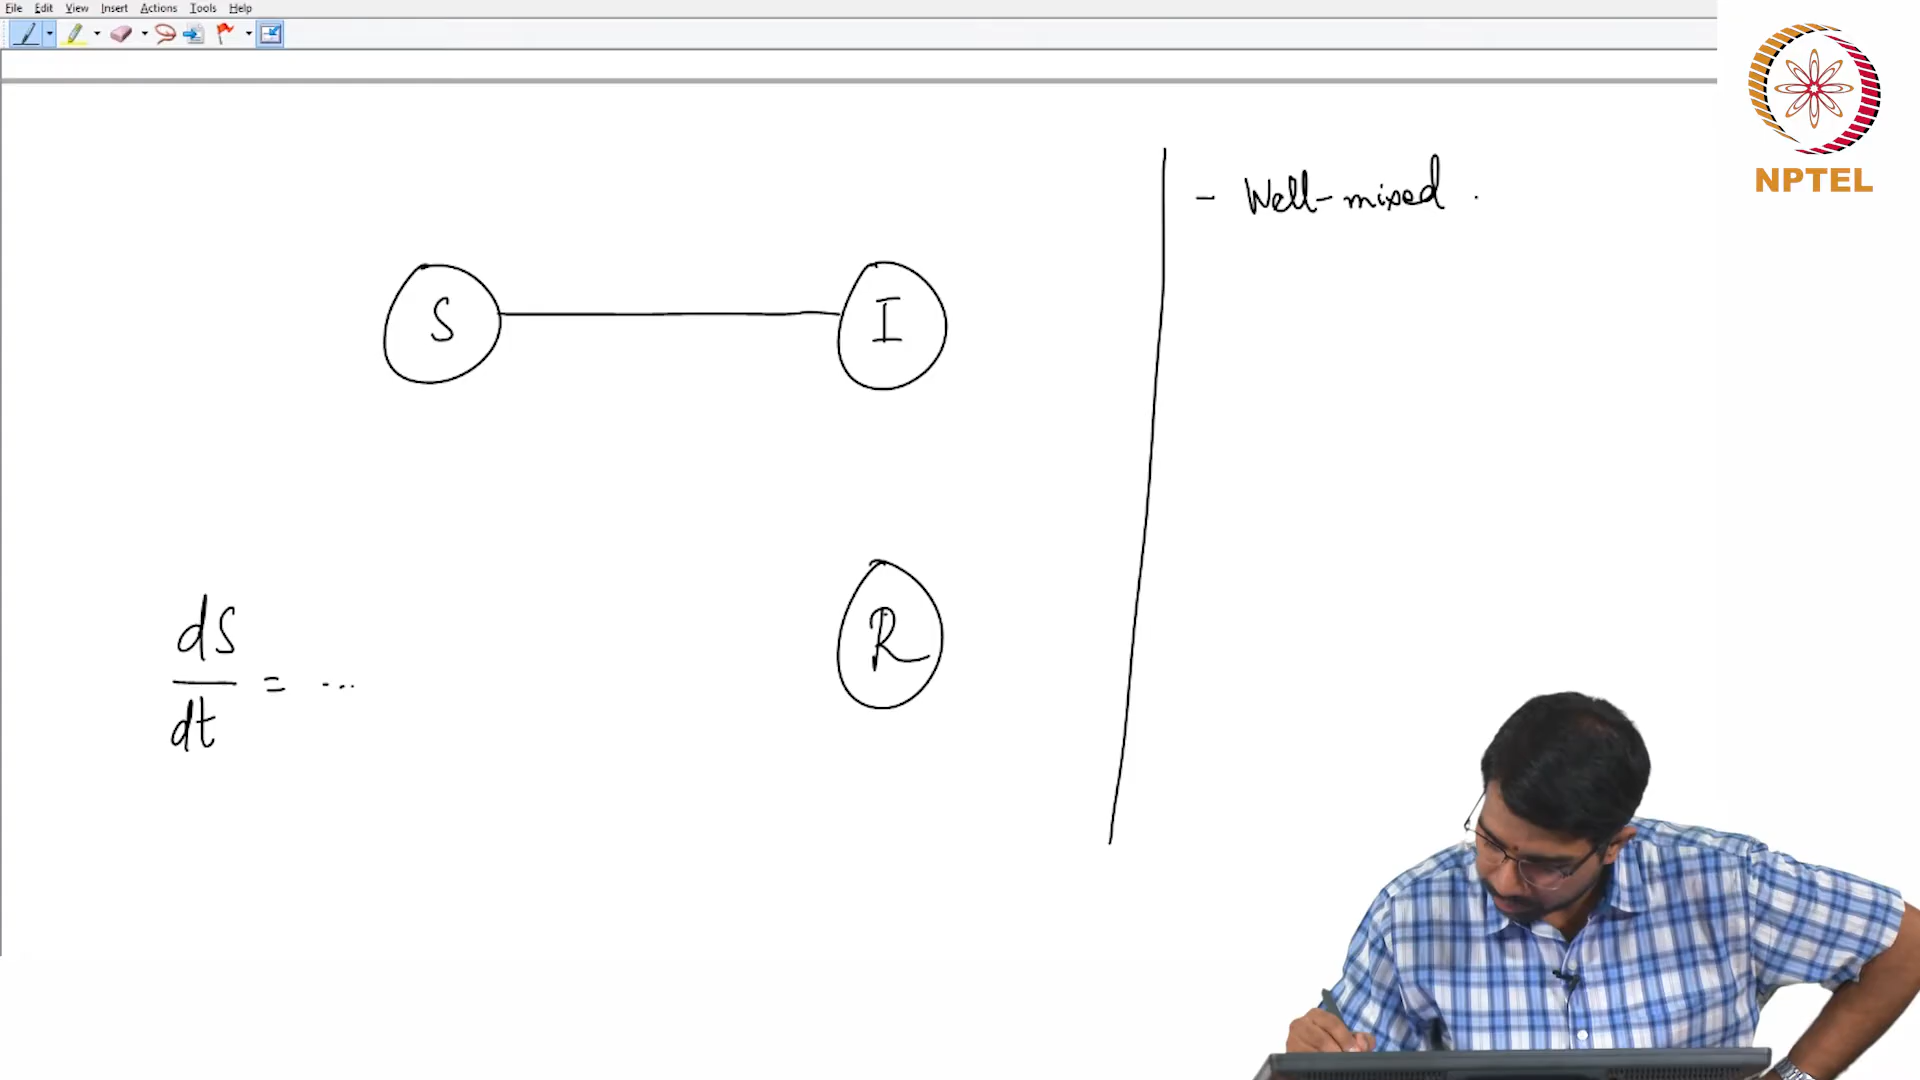 File Edit View Insert Actions Tools Help
NPTEL
- Well-mixed .
S
I
R
dS
dt = ...